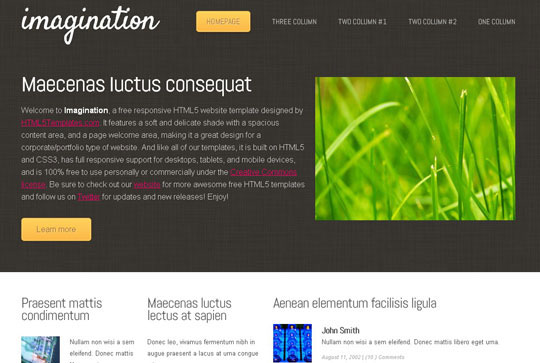 imagination
HOMEPAGE
THREE COLUMN
TWO COLUMN #1
TWO COLUMN #2
ONE COLUMN
Maecenas luctus consequat
Welcome to Imagination, a free responsive HTML5 website template designed by
HTML5Templates.com. It features a soft and delicate shade with a spacious
content area, and a page welcome area, making it a great design for a
corporate/portfolio type of website. And like all of our templates, it is built on HTML5
and CSS3, has full responsive support for desktops, tablets, and mobile devices,
and is 100% free to use personally or commercially under the Creative Commons
license. Be sure to check out our website for more awesome free HTML5 templates
and follow us on Twitter for updates and new releases! Enjoy!
Learn more
Praesent mattis
condimentum
Nullam non wisi a sem
eleifend. Donec mattis
Maecenas luctus
lectus at sapien
Donec leo, vivamus fermentum nibh in
augue praesent a lacus at urna congue
Aenean elementum facilisis ligula
John Smith
Nullam non wisi a sem eleifend. Donec mattis libero eget urna.
August 11, 2002 | (10 ) Comments